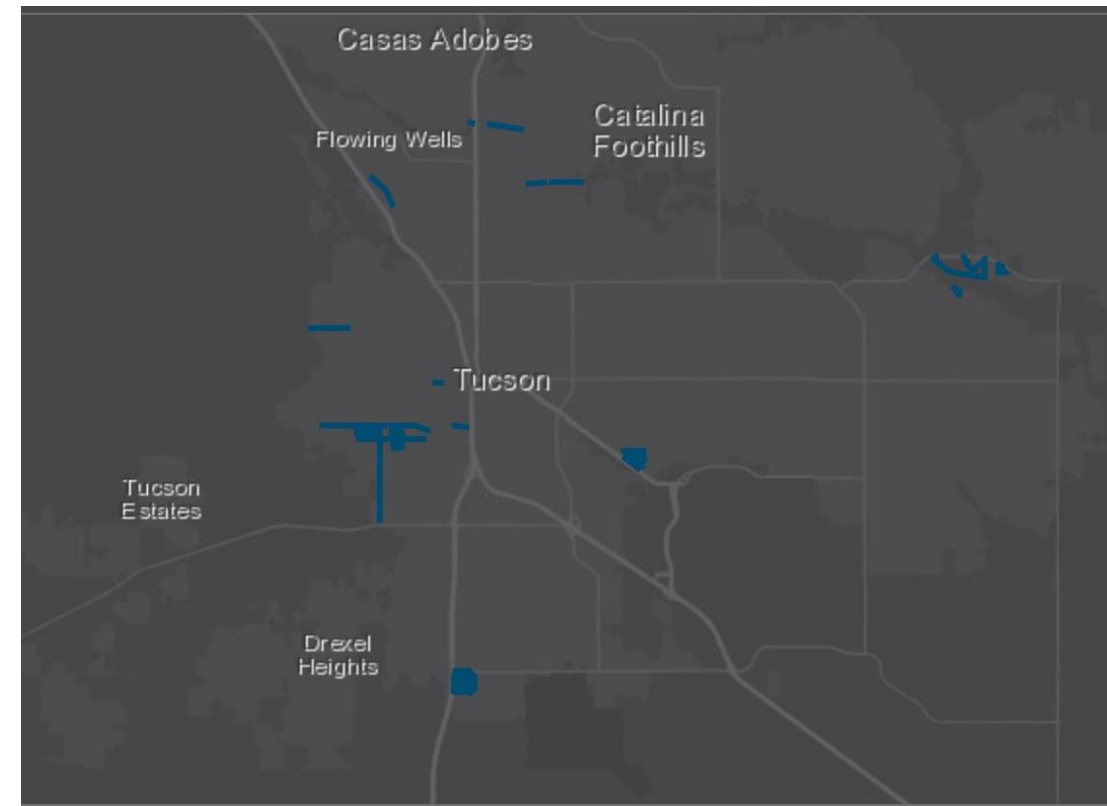 Casas Adobes
Catalina
Foothills
Flowing Wells
Tucson
Tucson
Estates
Drexel
Heights